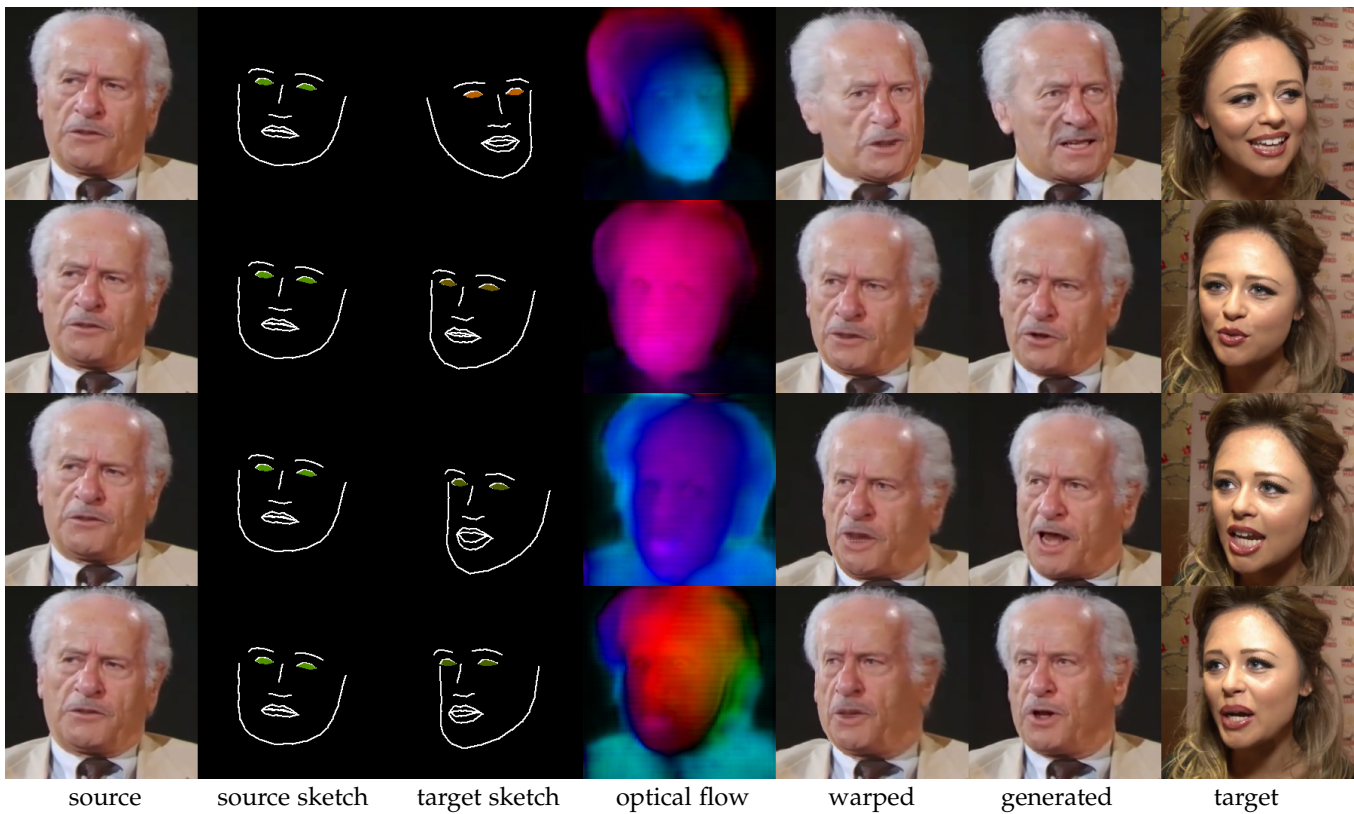 source source sketch target sketch optical flow warped generated target